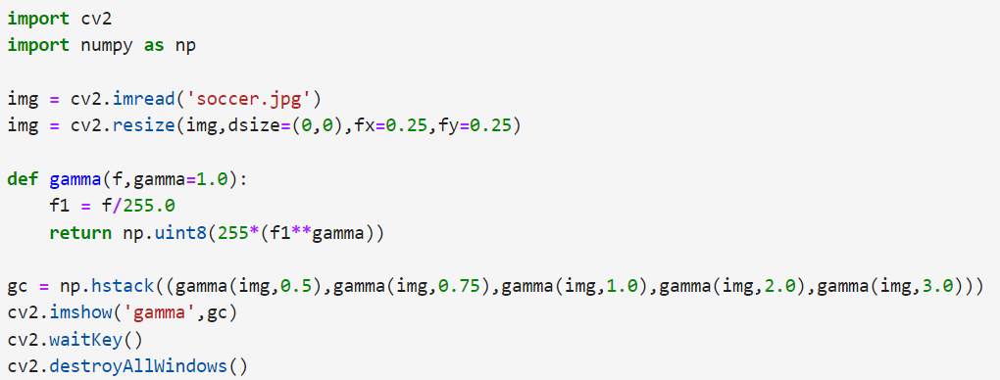 import cv2
import numpy as np

img = cv2.imread('soccer.jpg')
img = cv2.resize(img,dsize=(0,0),fx=0.25,fy=0.25)

def gamma(f,gamma=1.0):
    f1 = f/255.0
    return np.uint8(255*(f1**gamma))

gc = np.hstack((gamma(img,0.5),gamma(img,0.75),gamma(img,1.0),gamma(img,2.0),gamma(img,3.0)))
cv2.imshow('gamma',gc)
cv2.waitKey()
cv2.destroyAllWindows()